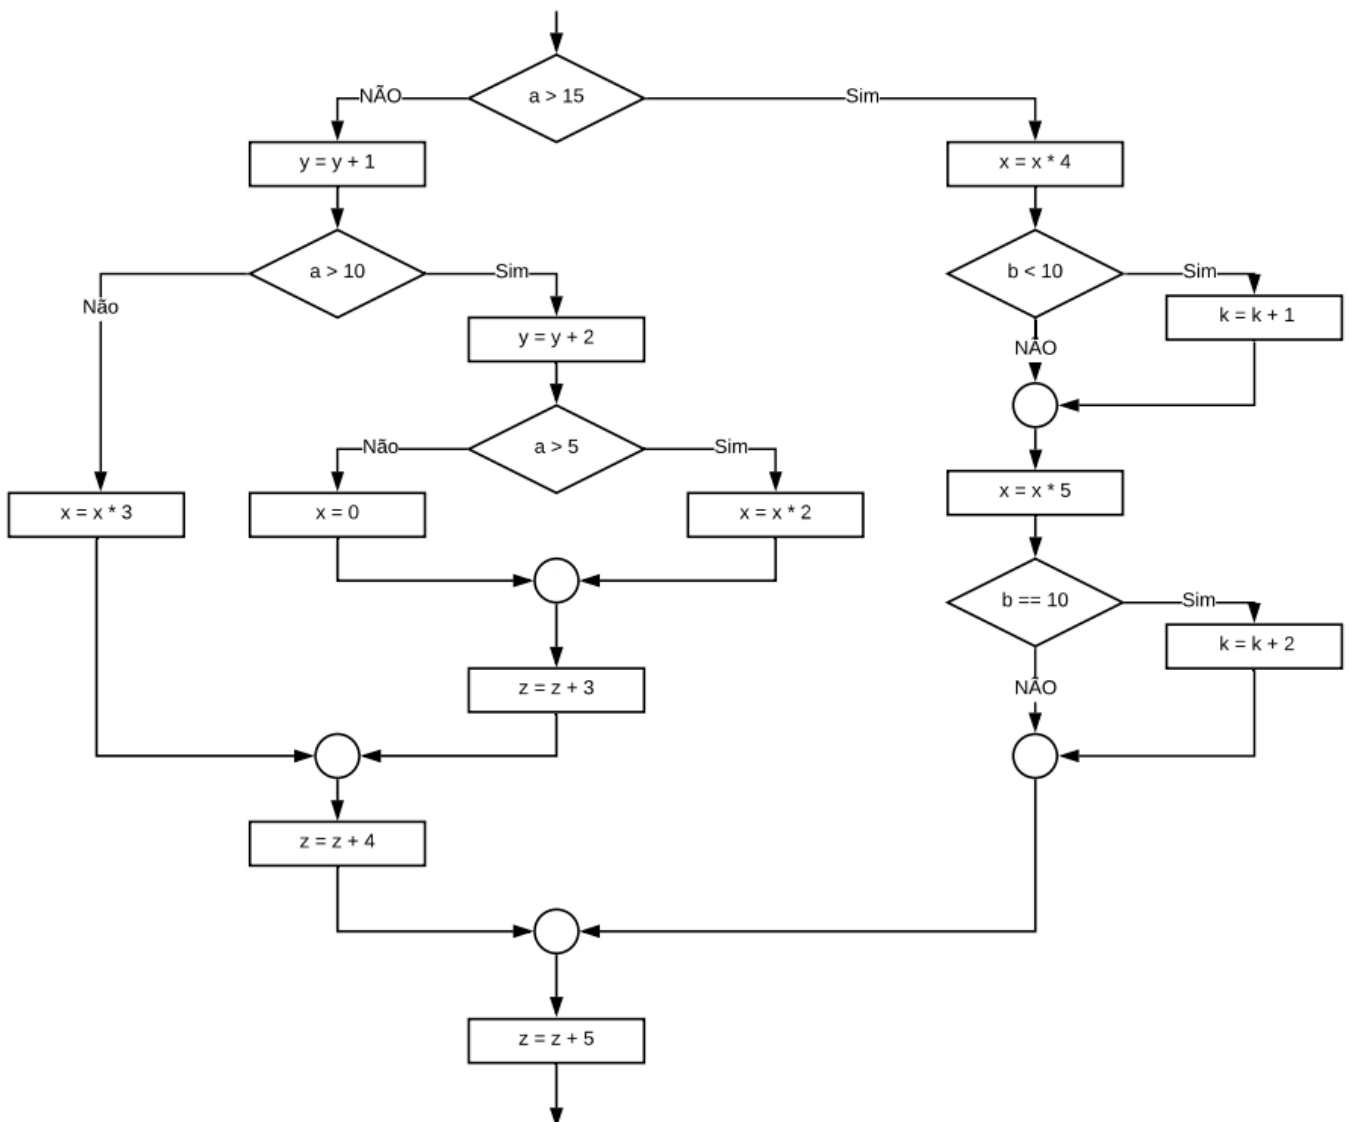 a > 15
NÃO
Sim
y = y + 1
x = x * 4
a > 10
Sim
Não
b < 10
Sim
k = k + 1
NÃO
y = y + 2
a > 5
Não
Sim
x = x * 3
x = 0
x = x * 2
x = x * 5
b == 10
Sim
k = k + 2
NÃO
z = z + 3
z = z + 4
z = z + 5